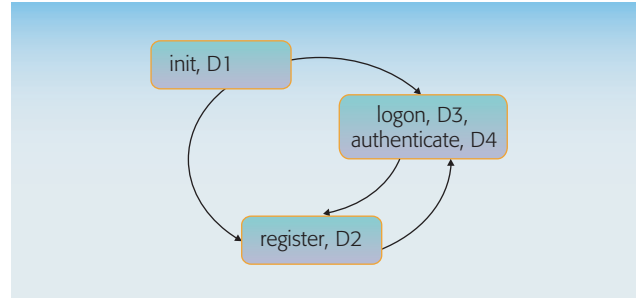 init, D1
logon, D3,
authenticate, D4
register, D2